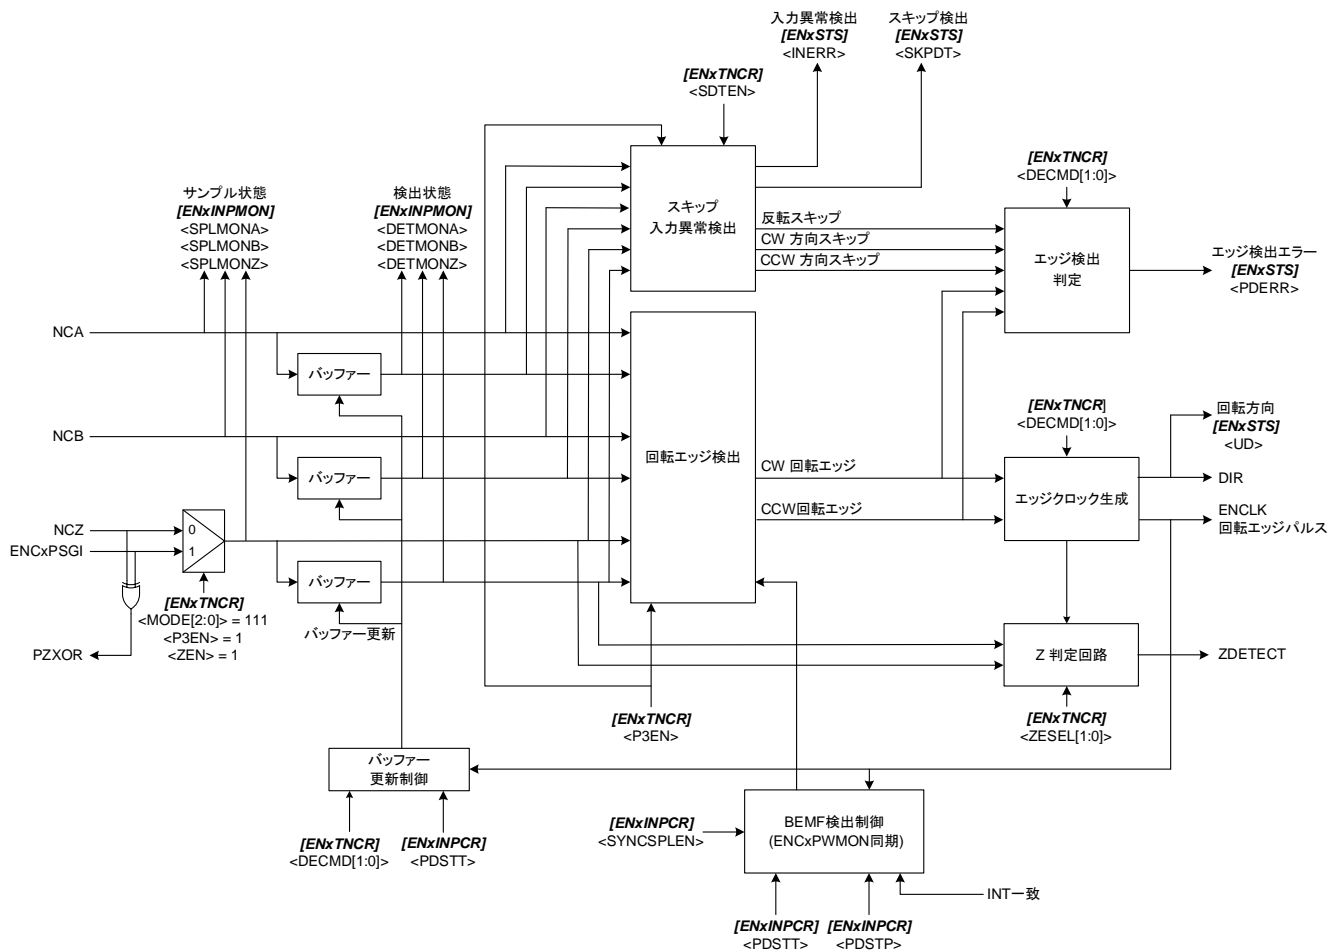 入力異常検出
[ENxSTS]
<INERR>
スキップ検出
[ENxSTS]
<SKPDT>
[ENxTNCR]
<SDTEN>
サンプル状態
[ENxINPMON]
<SPLMONA>
<SPLMONB>
<SPLMONZ>
検出状態
[ENxINPMON]
<DETMONA>
<DETMONB>
<DETMONZ>
スキップ
入力異常検出
反転スキップ
CW 方向スキップ
CCW 方向スキップ
[ENxTNCR]
<DECMD[1:0]>
エッジ検出
判定
エッジ検出エラー
[ENxSTS]
<PDERR>
NCA
バッファー
NCB
バッファー
回転エッジ検出
CW 回転エッジ
CCW回転エッジ
[ENxTNCR]
<DECMD[1:0]>
エッジクロック生成
回転方向
[ENxSTS]
<UD>
DIR
ENCLK
回転エッジパルス
NCZ
ENCxPSGI
0
1
バッファー
バッファー更新
[ENxTNCR]
<MODE[2:0]> = 111
<P3EN> = 1
<ZEN> = 1
PZXOR
Z 判定回路
ZDETECT
[ENxTNCR]
<ZESEL[1:0]>
[ENxTNCR]
<P3EN>
バッファー
更新制御
[ENxTNCR]
<DECMD[1:0]>
[ENxINPCR]
<PDSTT>
[ENxINPCR]
<SYNCSPLEN>
BEMF検出制御
(ENCxPWMON同期)
INT一致
[ENxINPCR]
<PDSTT>
[ENxINPCR]
<PDSTP>